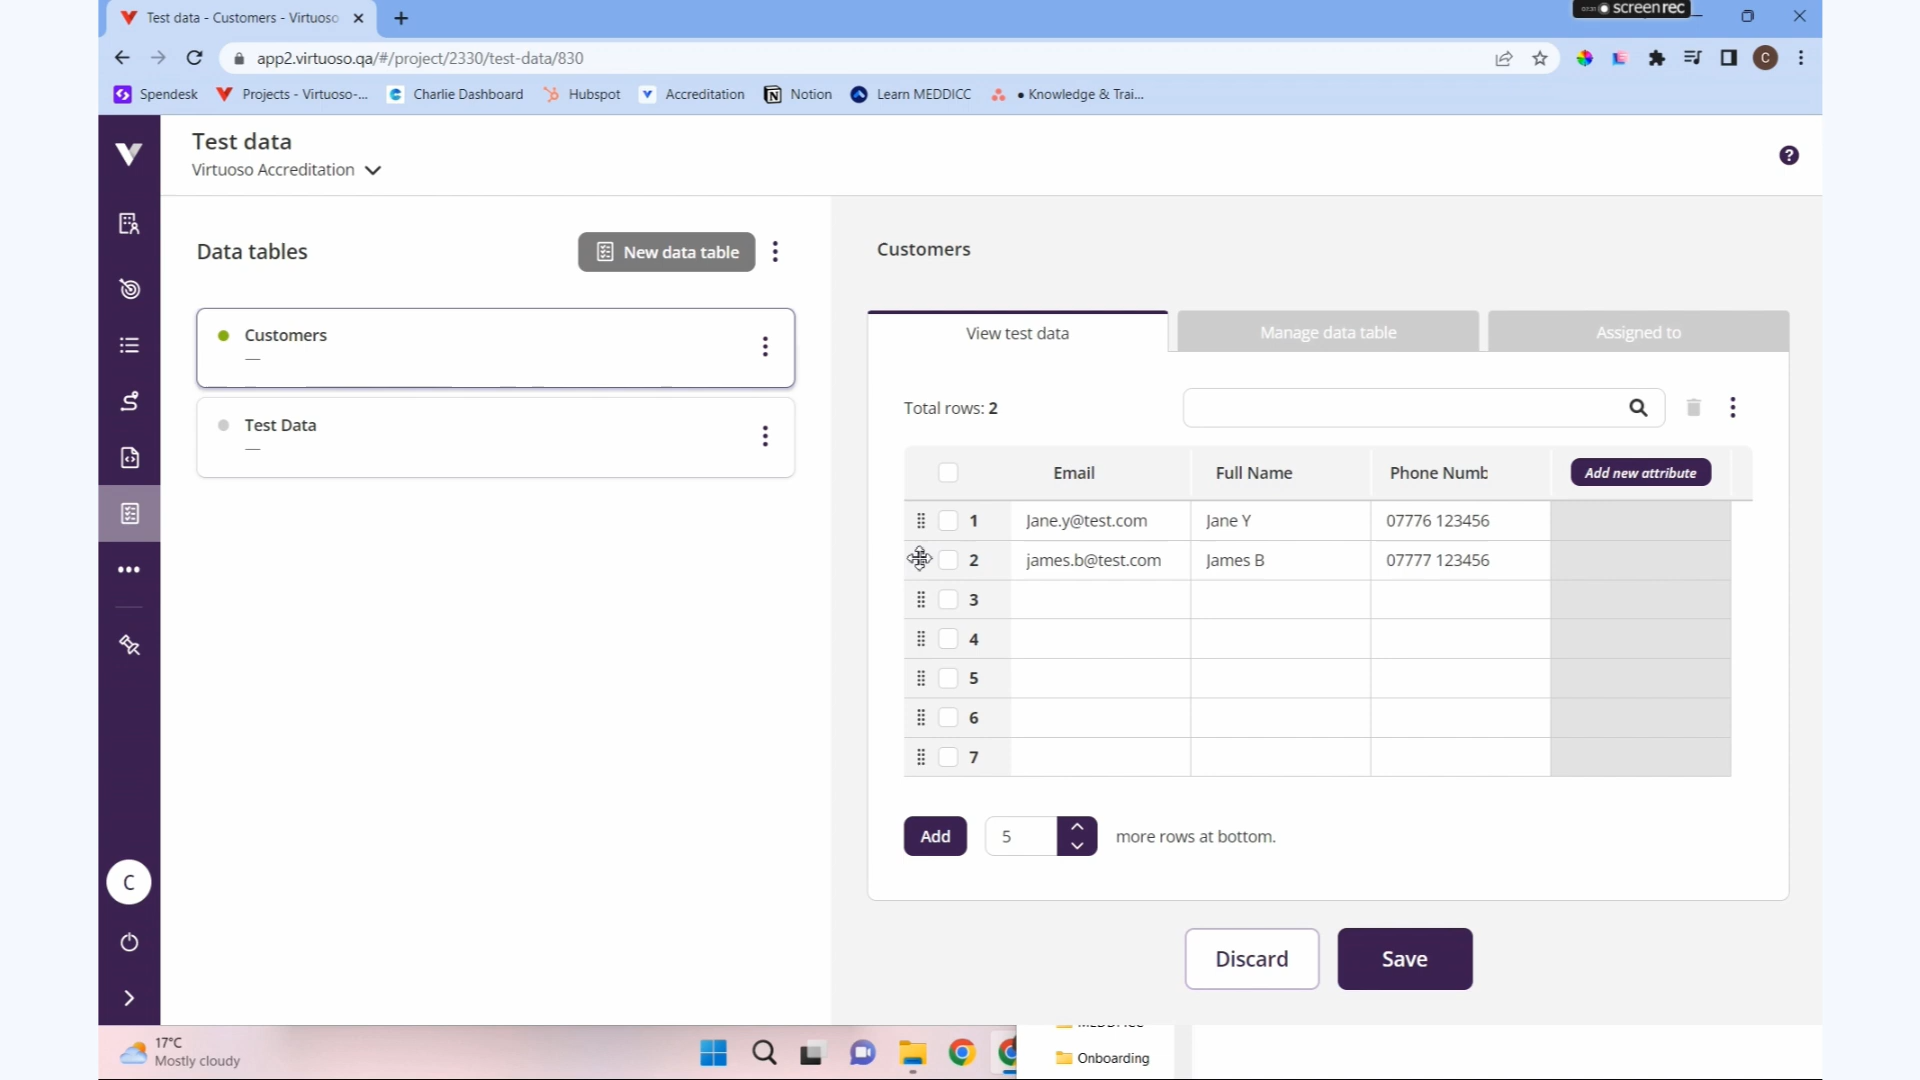 Test data - Customers - Virtuoso
screenrec
app2.virtuoso.qa/#/project/2330/test-data/830
C
Spendesk
Projects - Virtuoso-...
Charlie Dashboard
Hubspot
Accreditation
Notion
Learn MEDDICC
• Knowledge & Trai...
Test data
Virtuoso Accreditation
?
Data tables
New data table
Customers
Customers
—
Test Data
—
View test data
Manage data table
Assigned to
Total rows: 2
Email Full Name Phone Numb Add new attribute
1 Jane.y@test.com Jane Y 07776 123456
2 james.b@test.com James B 07777 123456
3
4
5
6
7
Add 5 more rows at bottom.
Discard
Save
C
17°C
Mostly cloudy
Onboarding